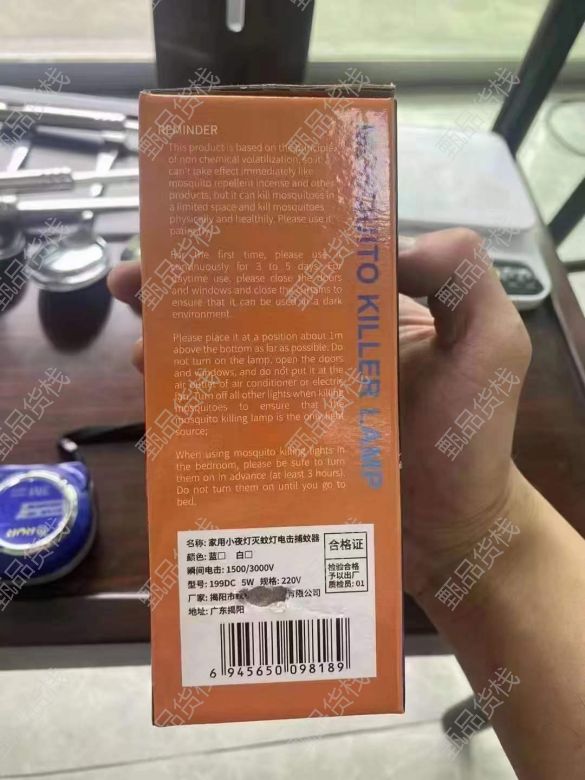 REMINDER
This product is based on the principles
of non chemical volatilization, so it
can't take effect immediately like
mosquito repellent incense and other
products, but it can kill mosquitoes in
a limited space and kill mosquitoes
physically and healthily. Please use it
patiently.
For the first time, please use it
continuously for 3 to 5 days. For
daytime use, please close the doors
and windows and close the curtains to
ensure that it can be used in a dark
environment.
Please place it at a position about 1m
above the bottom as far as possible. Do
not turn on the lamp, open the doors
and windows, and do not put it at the
air outlet of air conditioner or electric
fan. Turn off all other lights when killing
mosquitoes to ensure that the
mosquito killing lamp is the only light
source;
When using mosquito killing lights in
the bedroom, please be sure to turn
them on in advance (at least 3 hours).
Do not turn them on until you go to
bed.
MOSQUITO KILLER LAMP
名称: 家用小夜灯灭蚊灯电击捕蚊器
颜色: 蓝□ 白□
瞬间电击: 1500/3000V
型号: 199DC 5W 规格: 220V
厂家: 揭阳市 有限公司
地址: 广东揭阳
合格证
检验合格
予以出厂
质检员: 01
6 945650 098189
甄品货栈